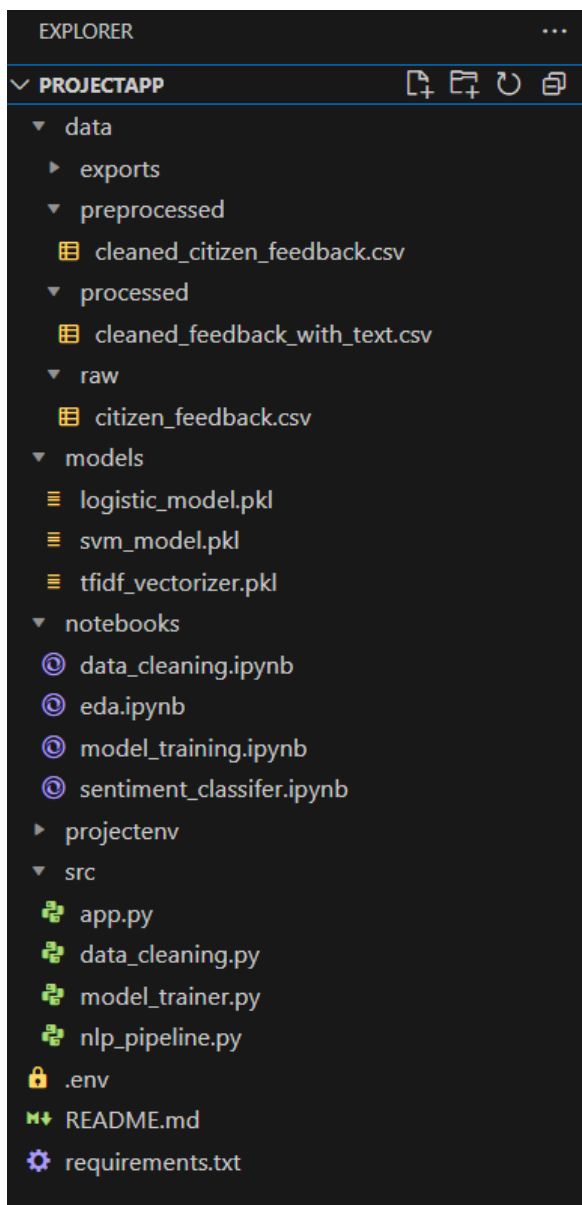 EXPLORER
PROJECTAPP
data
exports
preprocessed
cleaned_citizen_feedback.csv
processed
cleaned_feedback_with_text.csv
raw
citizen_feedback.csv
models
logistic_model.pkl
svm_model.pkl
tfidf_vectorizer.pkl
notebooks
data_cleaning.ipynb
eda.ipynb
model_training.ipynb
sentiment_classifer.ipynb
projectenv
src
app.py
data_cleaning.py
model_trainer.py
nlp_pipeline.py
.env
README.md
requirements.txt